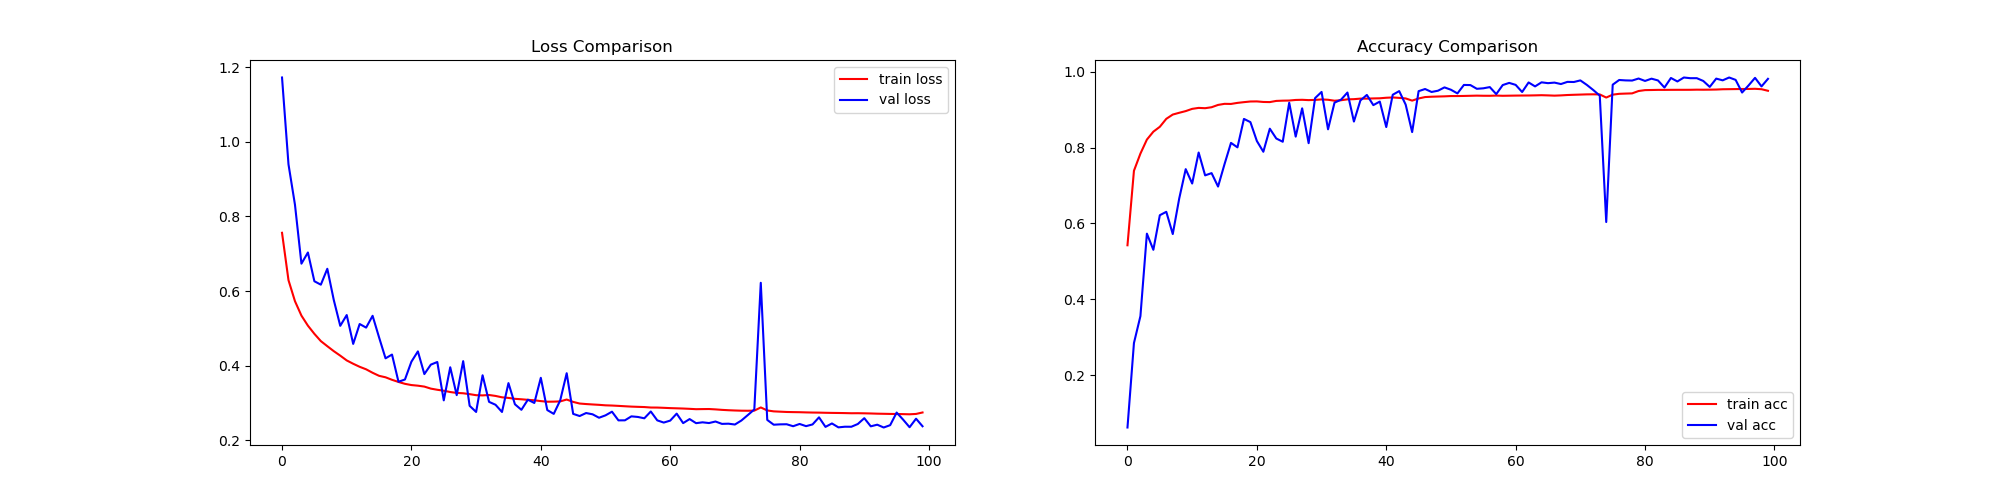 Loss Comparison
1.2
1.0
0.8
0.6
0.4
0.2
0 20 40 60 80 100
train loss
val loss
Accuracy Comparison
1.0
0.8
0.6
0.4
0.2
0 20 40 60 80 100
train acc
val acc